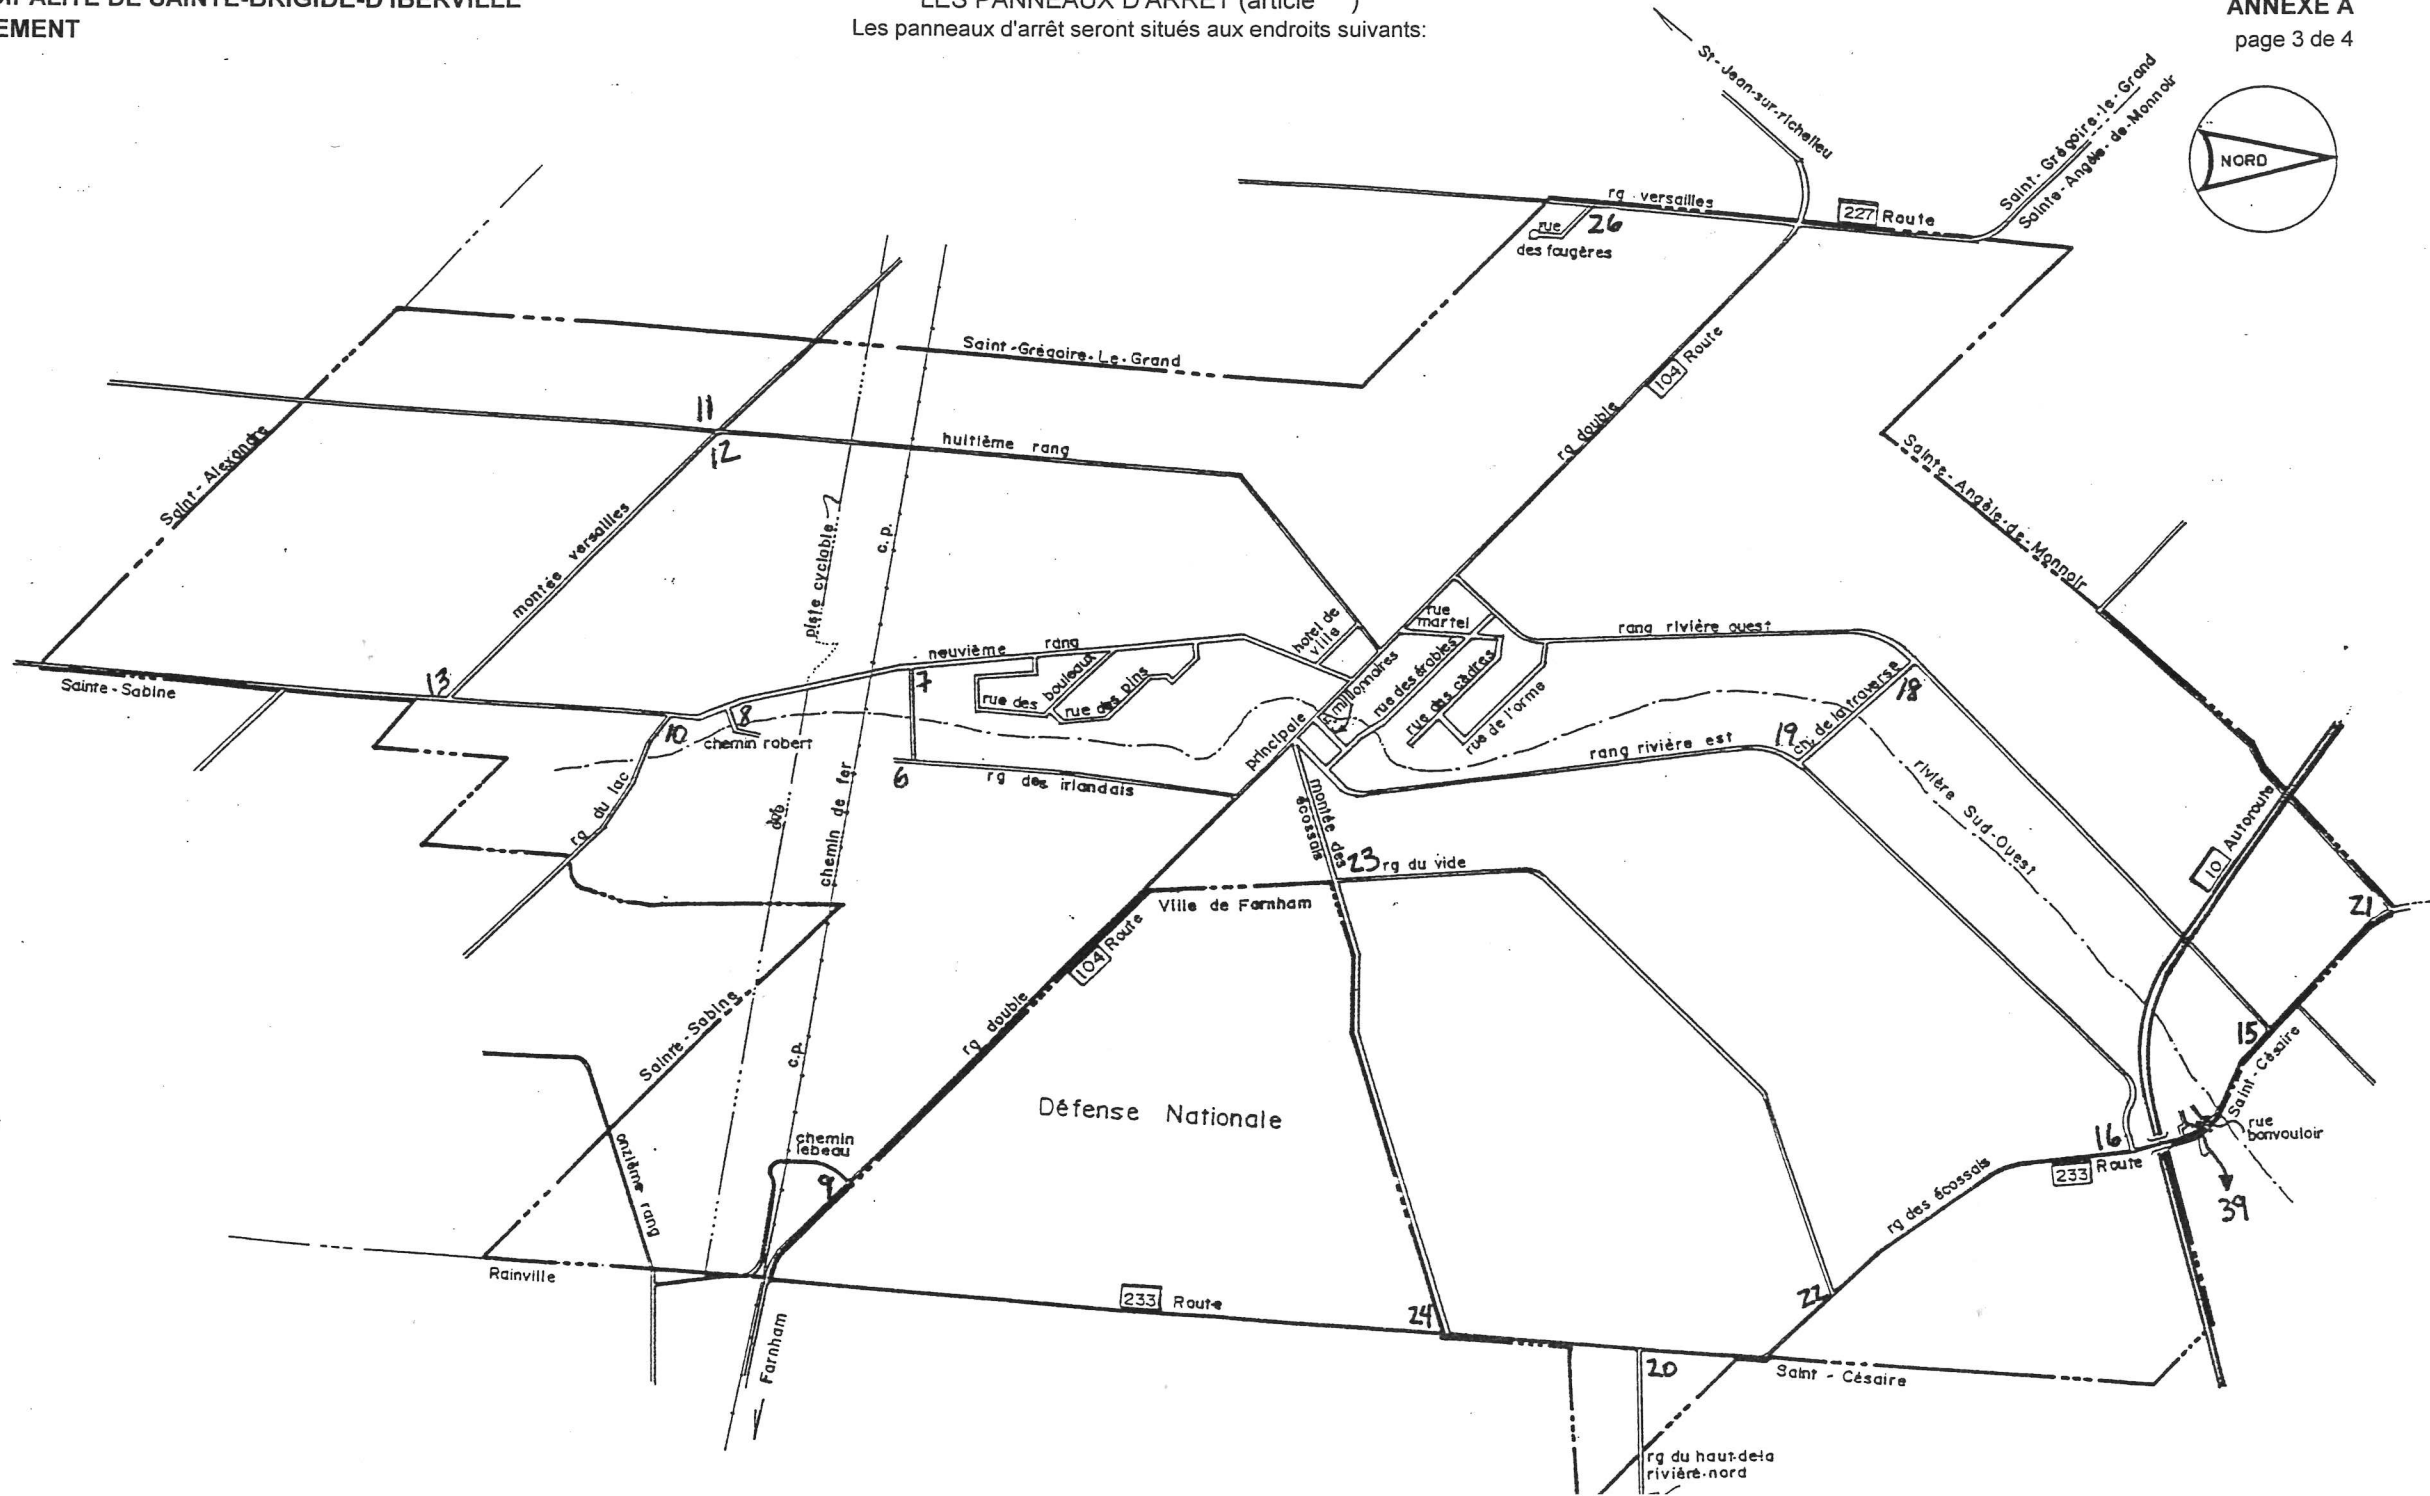 EMENT
LES PANNEAUX D'ARRÊT (article )
Les panneaux d'arrêt seront situés aux endroits suivants:
ANNEXE A
page 3 de 4
NORD
St-Jean-sur-richelieu
Saint-Grégoire-le-Grand
Sainte-Angèle-de-Monnoir
rg versailles
227 Route
rue
des fougères
26
Saint-Grégoire-Le-Grand
104 Route
rg double
11
12
huitième rang
Saint-Alexandre
montée versailles
piste cyclable
c.p.
Sainte-Angèle-de-Monnoir
hotel de
ville
rue
martel
rang rivière ouest
neuvième rang
Sainte-Sabine
13
10
8
chemin robert
7
rue des bouleaux
rue des pins
principale
rue des érables
rue des cèdres
rue de l'orme
18
19
ch. de la traverse
rang rivière est
6
rg des irlandais
rg du lac
chemin de fer
montée des
écossais
23
rg du vide
rivière Sud-Ouest
10 Autoroute
21
Ville de Farnham
104 Route
rg double
Sainte-Sabine
c.p.
Défense Nationale
15
Saint-Césaire
rue
bonvouloir
16
233 Route
39
rg des écossais
chemin
lebeau
9
onzième rang
Rainville
Farnham
233 Route
24
22
20
Saint-Césaire
rg du haut-de-la
rivière-nord